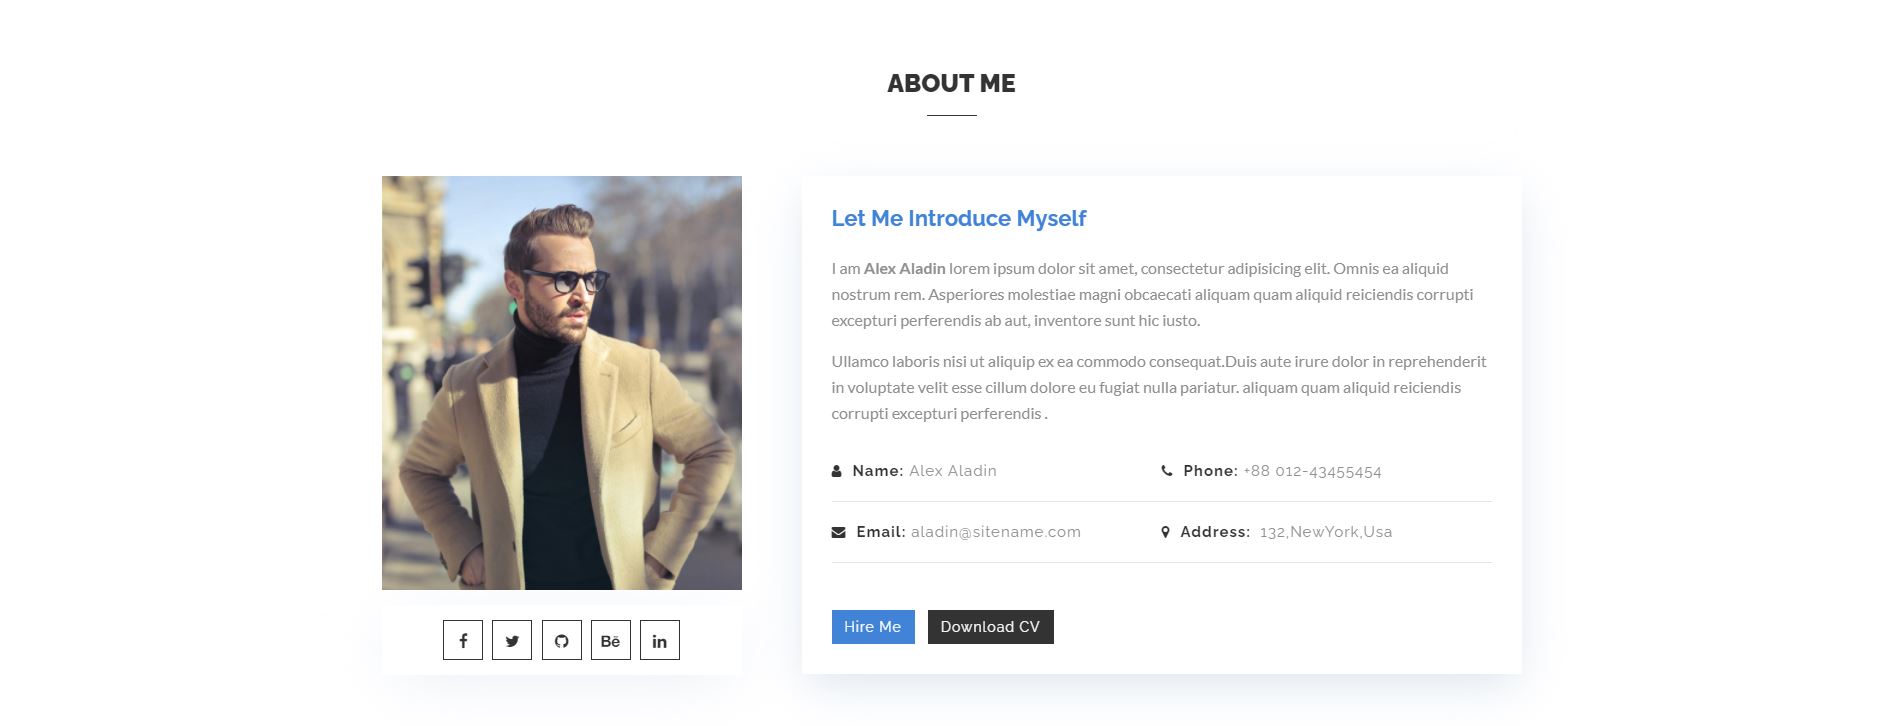 ABOUT ME
Let Me Introduce Myself
I am Alex Aladin lorem ipsum dolor sit amet, consectetur adipisicing elit. Omnis ea aliquid
nostrum rem. Asperiores molestiae magni obcaecati aliquam quam aliquid reiciendis corrupti
excepturi perferendis ab aut, inventore sunt hic iusto.
Ullamco laboris nisi ut aliquip ex ea commodo consequat.Duis aute irure dolor in reprehenderit
in voluptate velit esse cillum dolore eu fugiat nulla pariatur. aliquam quam aliquid reiciendis
corrupti excepturi perferendis .
Name: Alex Aladin
Phone: +88 012-43455454
Email: aladin@sitename.com
Address: 132,NewYork,Usa
Hire Me
Download CV
f
Bē
in